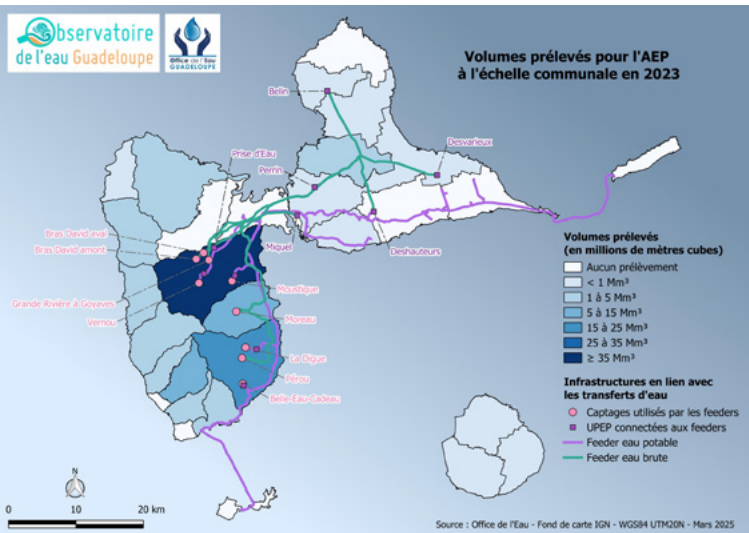 Observatoire
de l'eau Guadeloupe
Office de l'Eau
GUADELOUPE
Volumes prélevés pour l'AEP
à l'échelle communale en 2023
Belin
Desvarieux
Prise d'Eau
Perrin
Bras David aval
Bras David amont
Miquel
Deshauteurs
Grande Rivière à Goyaves
Vernou
Moustique
Moreau
La Digue
Pérou
Belle-Eau-Cadeau
Volumes prélevés
(en millions de mètres cubes)
Aucun prélèvement
< 1 Mm³
1 à 5 Mm³
5 à 15 Mm³
15 à 25 Mm³
25 à 35 Mm³
≥ 35 Mm³
Infrastructures en lien avec
les transferts d'eau
Captages utilisés par les feeders
UPEP connectées aux feeders
Feeder eau potable
Feeder eau brute
N
0 10 20 km
Source : Office de l'Eau - Fond de carte IGN - WGS84 UTM20N - Mars 2025